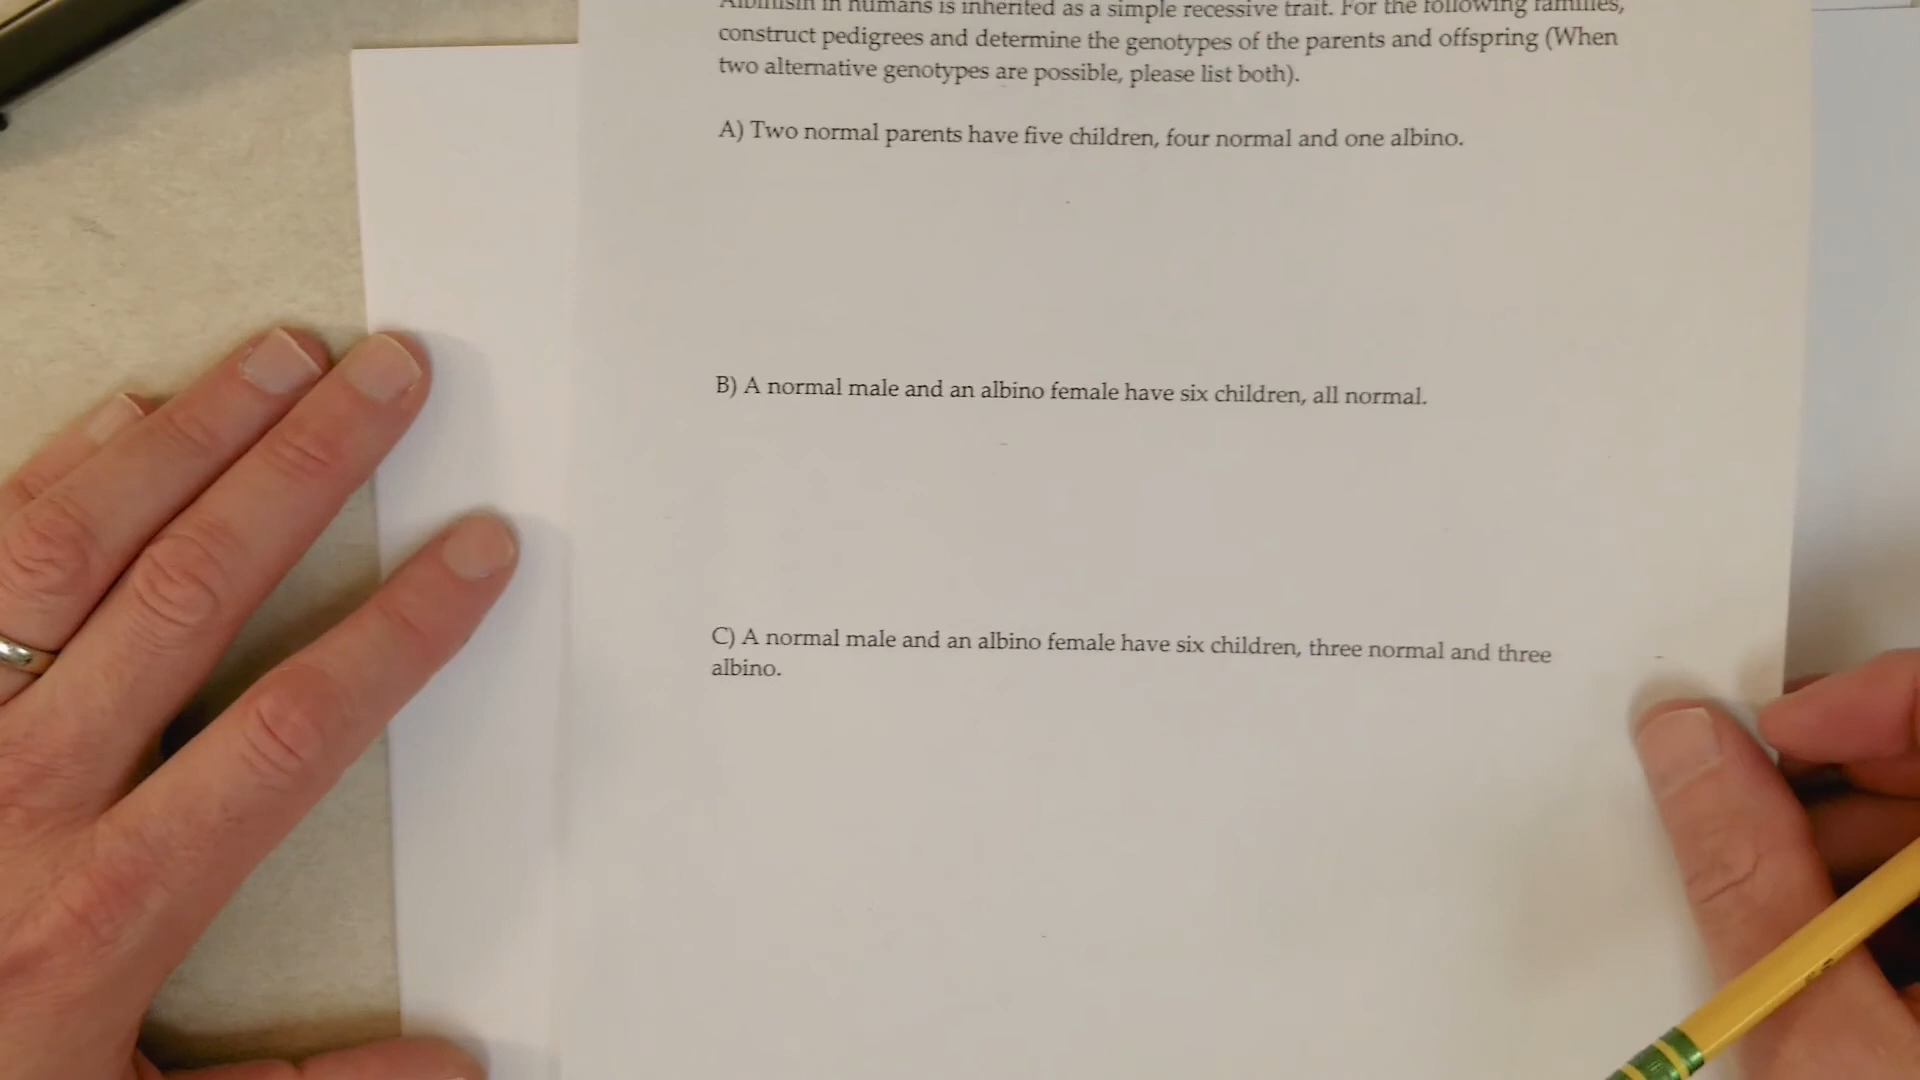 Albinism in humans is inherited as a simple recessive trait. For the following families,
construct pedigrees and determine the genotypes of the parents and offspring (When
two alternative genotypes are possible, please list both).
A) Two normal parents have five children, four normal and one albino.
B) A normal male and an albino female have six children, all normal.
C) A normal male and an albino female have six children, three normal and three
albino.